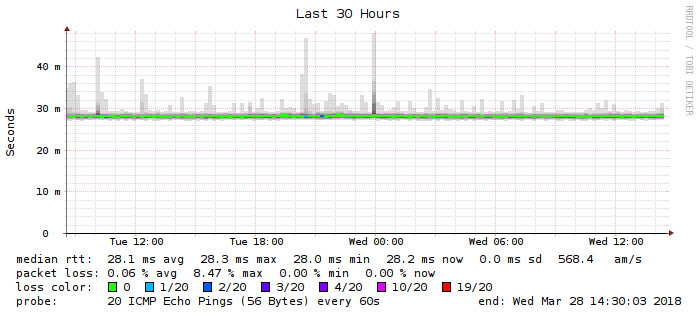 Last 30 Hours
RRDTOOL / TOBI OETIKER
Seconds
40 m
30 m
20 m
10 m
0
Tue 12:00 Tue 18:00 Wed 00:00 Wed 06:00 Wed 12:00
median rtt: 28.1 ms avg 28.3 ms max 28.0 ms min 28.2 ms now 0.0 ms sd 568.4 am/s
packet loss: 0.06 % avg 8.47 % max 0.00 % min 0.00 % now
loss color: 0 1/20 2/20 3/20 4/20 10/20 19/20
probe: 20 ICMP Echo Pings (56 Bytes) every 60s end: Wed Mar 28 14:30:03 2018